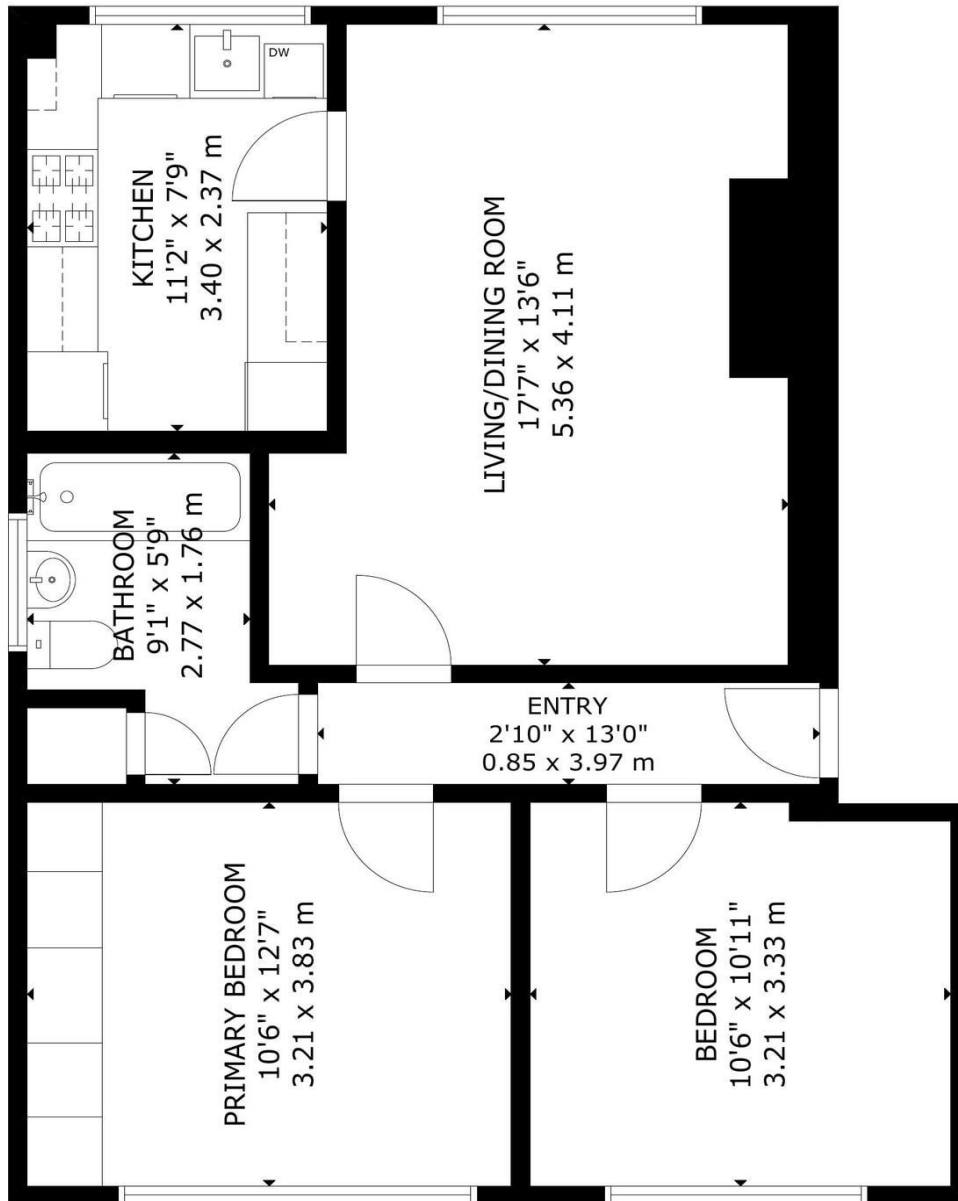 DW
KITCHEN
11'2" x 7'9"
3.40 x 2.37 m
LIVING/DINING ROOM
17'7" x 13'6"
5.36 x 4.11 m
BATHROOM
9'1" x 5'9"
2.77 x 1.76 m
ENTRY
2'10" x 13'0"
0.85 x 3.97 m
PRIMARY BEDROOM
10'6" x 12'7"
3.21 x 3.83 m
BEDROOM
10'6" x 10'11"
3.21 x 3.33 m